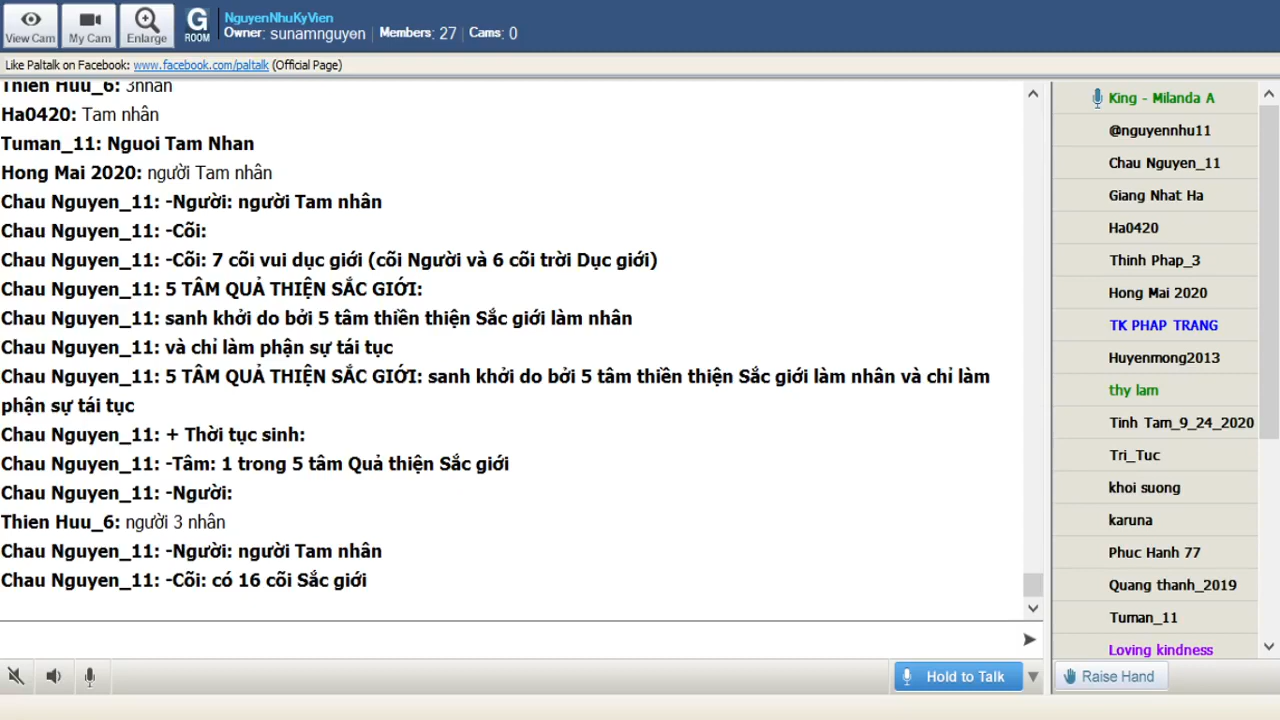 View Cam
My Cam
Enlarge
G
ROOM
NguyenNhuKyVien
Owner: sunamnguyen | Members: 27 | Cams: 0
Like Paltalk on Facebook: www.facebook.com/paltalk (Official Page)
Thien Huu_6: 3nhân
Ha0420: Tam nhân
Tuman_11: Nguoi Tam Nhan
Hong Mai 2020: người Tam nhân
Chau Nguyen_11: -Người: người Tam nhân
Chau Nguyen_11: -Cõi:
Chau Nguyen_11: -Cõi: 7 cõi vui dục giới (cõi Người và 6 cõi trời Dục giới)
Chau Nguyen_11: 5 TÂM QUẢ THIỆN SẮC GIỚI:
Chau Nguyen_11: sanh khởi do bởi 5 tâm thiền thiện Sắc giới làm nhân
Chau Nguyen_11: và chỉ làm phận sự tái tục
Chau Nguyen_11: 5 TÂM QUẢ THIỆN SẮC GIỚI: sanh khởi do bởi 5 tâm thiền thiện Sắc giới làm nhân và chỉ làm
phận sự tái tục
Chau Nguyen_11: + Thời tục sinh:
Chau Nguyen_11: -Tâm: 1 trong 5 tâm Quả thiện Sắc giới
Chau Nguyen_11: -Người:
Thien Huu_6: người 3 nhân
Chau Nguyen_11: -Người: người Tam nhân
Chau Nguyen_11: -Cõi: có 16 cõi Sắc giới
King - Milanda A
@nguyennhu11
Chau Nguyen_11
Giang Nhat Ha
Ha0420
Thinh Phap_3
Hong Mai 2020
TK PHAP TRANG
Huyenmong2013
thy lam
Tinh Tam_9_24_2020
Tri_Tuc
khoi suong
karuna
Phuc Hanh 77
Quang thanh_2019
Tuman_11
Loving kindness
Hold to Talk
Raise Hand